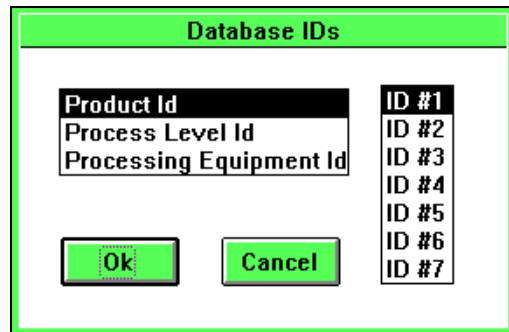 Database IDs
Product Id
Process Level Id
Processing Equipment Id
ID #1
ID #2
ID #3
ID #4
ID #5
ID #6
ID #7
Ok
Cancel